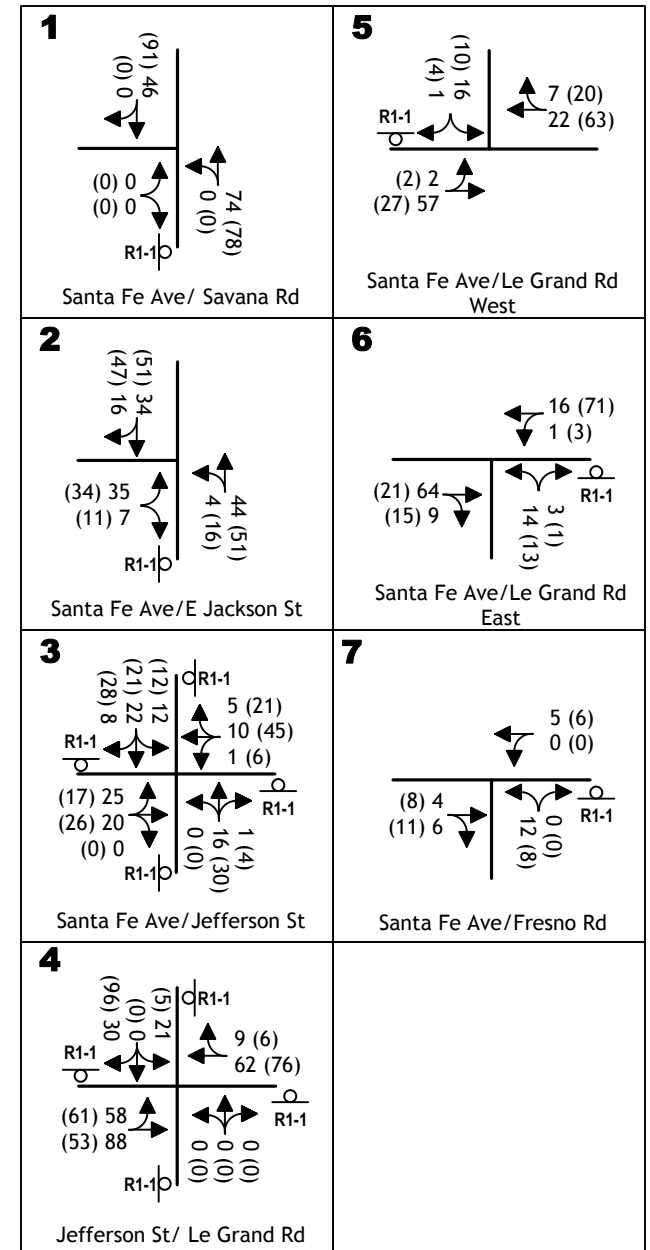 1
(91) 46
(0) 0
(0) 0
(0) 0
74 (78)
0 (0)
R1-1
Santa Fe Ave/ Savana Rd
2
(51) 34
(47) 16
(34) 35
(11) 7
44 (51)
4 (16)
R1-1
Santa Fe Ave/E Jackson St
3
(12) 12
(21) 22
(28) 8
R1-1
5 (21)
10 (45)
1 (6)
R1-1
(17) 25
(26) 20
(0) 0
1 (4)
16 (30)
0 (0)
R1-1
R1-1
Santa Fe Ave/Jefferson St
4
(5) 21
(0) 0
(96) 30
R1-1
9 (6)
62 (76)
R1-1
(61) 58
(53) 88
0 (0)
0 (0)
0 (0)
R1-1
R1-1
Jefferson St/ Le Grand Rd
5
(10) 16
(4) 1
7 (20)
22 (63)
R1-1
(2) 2
(27) 57
Santa Fe Ave/Le Grand Rd
West
6
16 (71)
1 (3)
(21) 64
(15) 9
3 (1)
14 (13)
R1-1
Santa Fe Ave/Le Grand Rd
East
7
5 (6)
0 (0)
(8) 4
(11) 6
0 (0)
12 (8)
R1-1
Santa Fe Ave/Fresno Rd